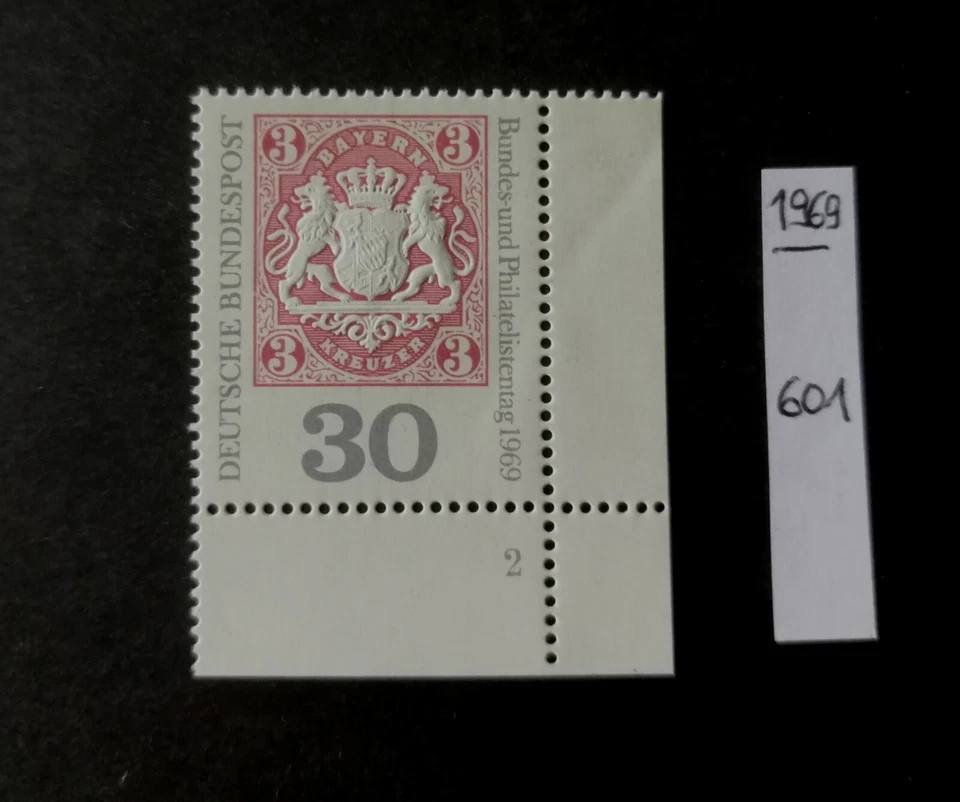 DEUTSCHE BUNDESPOST
3 3
BAYERN
KREUZER
3 3
Bundes-und Philatelistentag 1969
30
2
1969
601